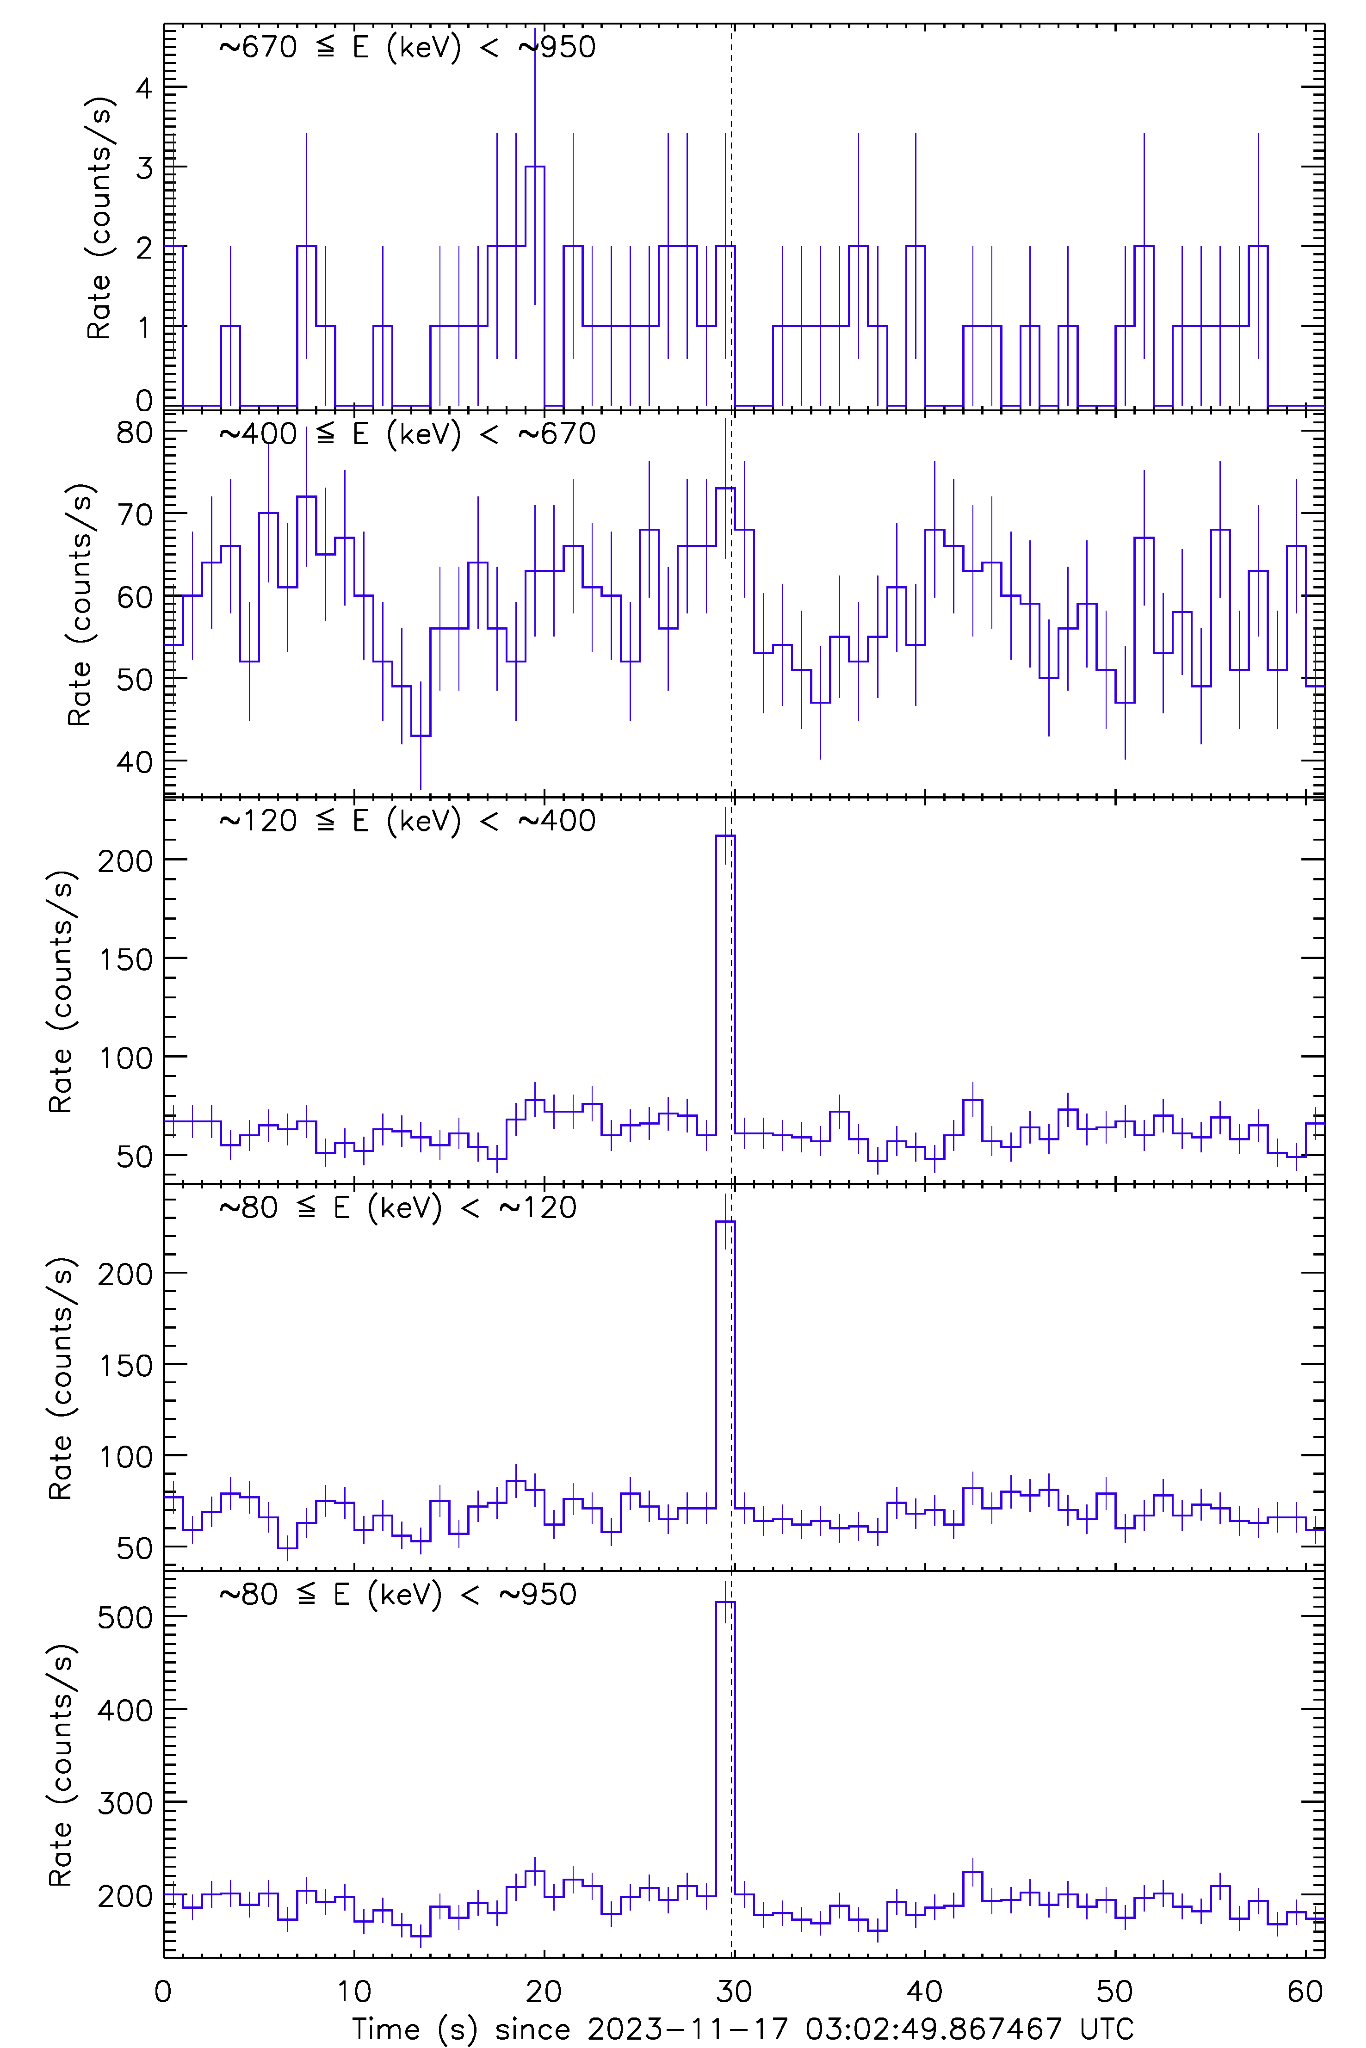 ~670 ≦ E (keV) < ~950
4
3
2
1
0
Rate (counts/s)
~400 ≦ E (keV) < ~670
80
70
60
50
40
Rate (counts/s)
~120 ≦ E (keV) < ~400
200
150
100
50
Rate (counts/s)
~80 ≦ E (keV) < ~120
200
150
100
50
Rate (counts/s)
~80 ≦ E (keV) < ~950
500
400
300
200
Rate (counts/s)
0 10 20 30 40 50 60
Time (s) since 2023-11-17 03:02:49.867467 UTC